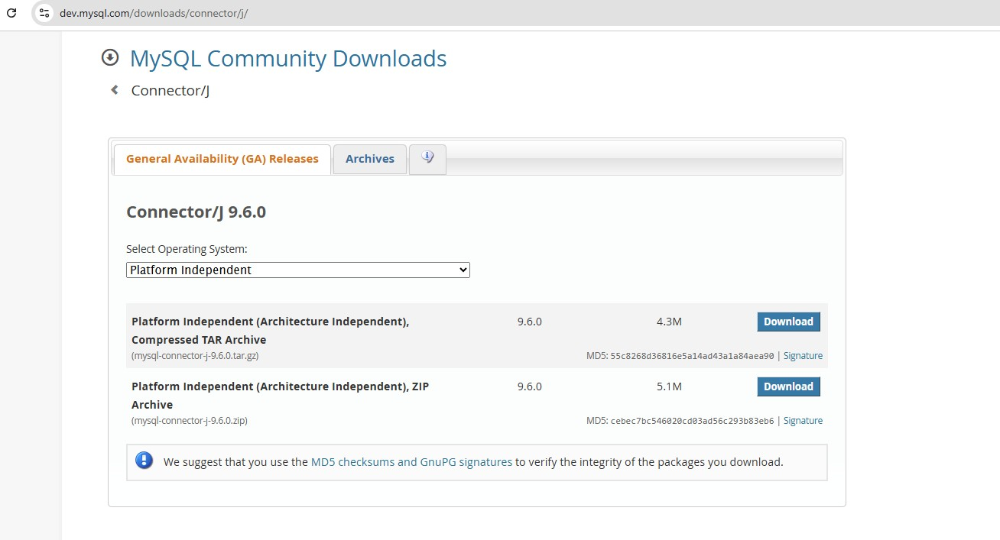 dev.mysql.com/downloads/connector/j/
MySQL Community Downloads
Connector/J
General Availability (GA) Releases
Archives
Connector/J 9.6.0
Select Operating System:
Platform Independent
Platform Independent (Architecture Independent), 9.6.0 4.3M Download
Compressed TAR Archive
(mysql-connector-j-9.6.0.tar.gz) MD5: 55c8268d36816e5a14ad43a1a84aea90 | Signature
Platform Independent (Architecture Independent), ZIP 9.6.0 5.1M Download
Archive
(mysql-connector-j-9.6.0.zip) MD5: cebec7bc546020cd03ad56c293b83eb6 | Signature
We suggest that you use the MD5 checksums and GnuPG signatures to verify the integrity of the packages you download.